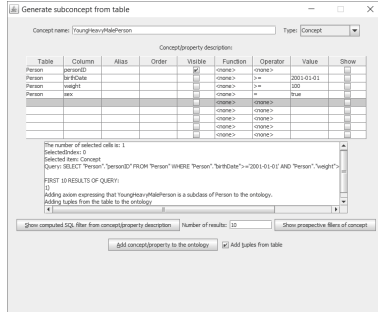 Generate subconcept from table
Concept name: YoungHeavyMalePerson Type: Concept
Concept/property description:
Table Column Alias Order Visible Function Operator Value Show
Person personID <none> <none>
Person birthDate <none> >= 2001-01-01
Person weight <none> >= 100
Person sex <none> = true
<none> <none>
<none> <none>
<none> <none>
<none> <none>
<none> <none>
The number of selected cells is: 1
SelectedIndex: 0
Selected item: Concept
Query: SELECT "Person"."personID" FROM "Person" WHERE "Person"."birthDate">='2001-01-01' AND "Person"."weight">
FIRST 10 RESULTS OF QUERY:
1)
Adding axiom expressing that YoungHeavyMalePerson is a subclass of Person to the ontology.
Adding tuples from the table to the ontology
Show computed SQL filter from concept/property description Number of results: 10 Show prospective fillers of concept
Add concept/property to the ontology Add tuples from table